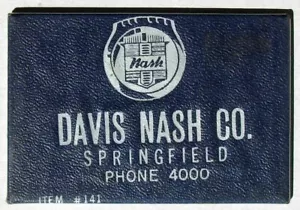 Nash
DAVIS NASH CO.
SPRINGFIELD
PHONE 4000
ITEM #141